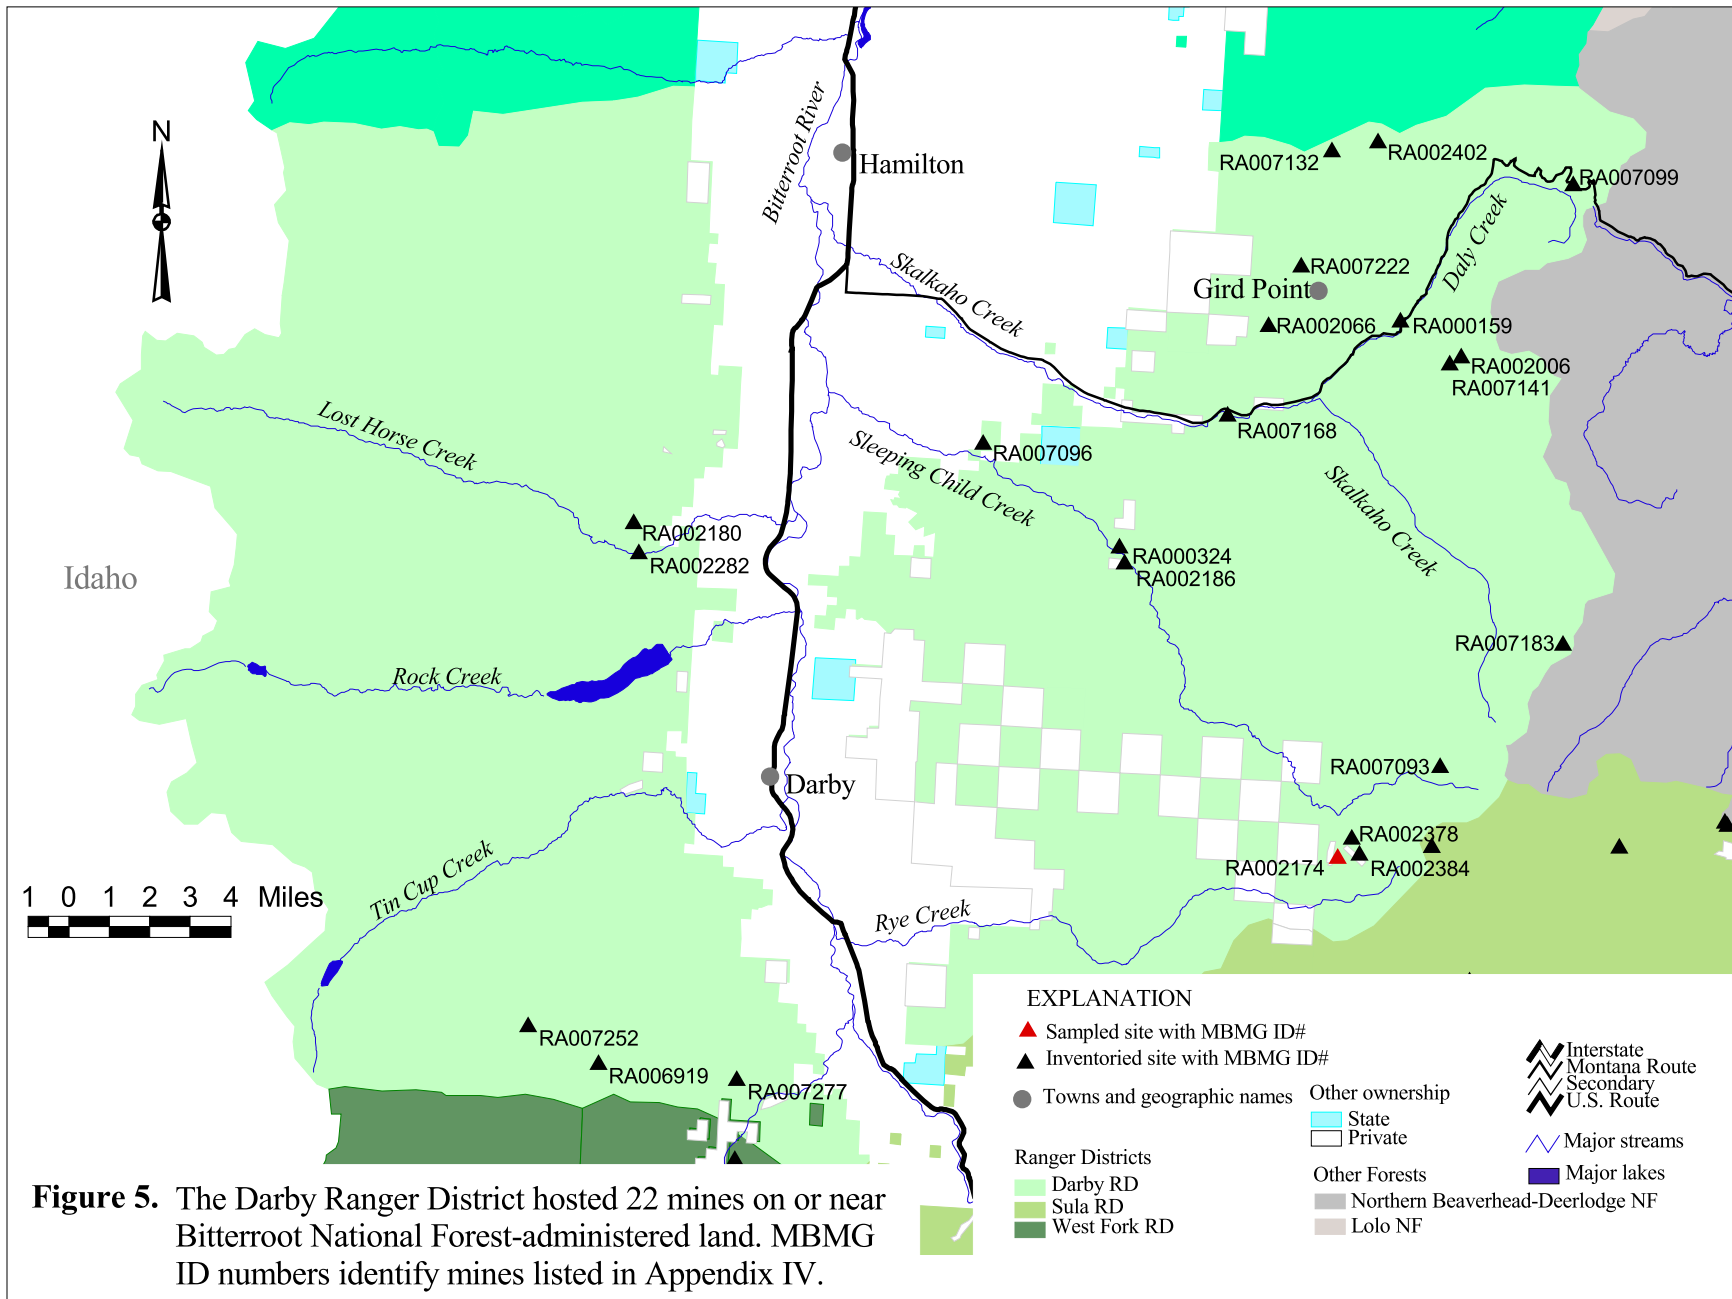 N
Bitterroot River
Hamilton
RA007132
RA002402
RA007099
Daly Creek
RA007222
Gird Point
Skalkaho Creek
RA002066
RA000159
RA002006
RA007141
Lost Horse Creek
RA007168
Sleeping Child Creek
RA007096
Skalkaho Creek
RA002180
RA002282
RA000324
RA002186
Idaho
RA007183
Rock Creek
RA007093
Darby
RA002378
RA002174
RA002384
Tin Cup Creek
1 0 1 2 3 4 Miles
Rye Creek
RA007252
RA006919
RA007277
EXPLANATION
Sampled site with MBMG ID#
Inventoried site with MBMG ID#
Towns and geographic names
Ranger Districts
Darby RD
Sula RD
West Fork RD
Other ownership
State
Private
Other Forests
Northern Beaverhead-Deerlodge NF
Lolo NF
Interstate
Montana Route
Secondary
U.S. Route
Major streams
Major lakes
Figure 5. The Darby Ranger District hosted 22 mines on or near
Bitterroot National Forest-administered land. MBMG
ID numbers identify mines listed in Appendix IV.